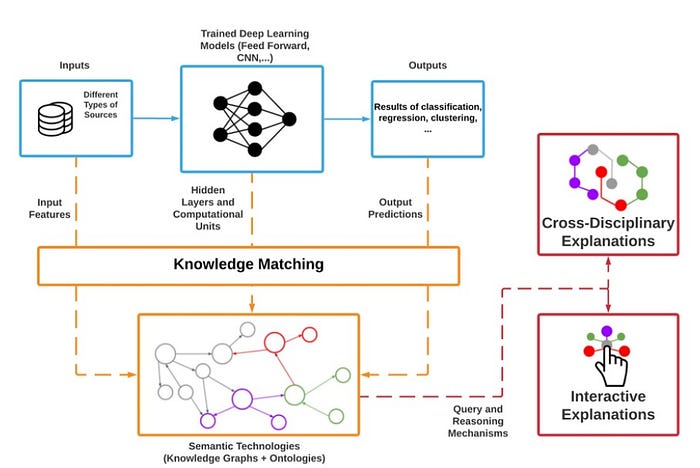 Trained Deep Learning
Models (Feed Forward,
CNN,...)
Inputs
Outputs
Different
Types of
Sources
Results of classification,
regression, clustering,
...
Input
Features
Hidden
Layers and
Computational
Units
Output
Predictions
Knowledge Matching
Cross-Disciplinary
Explanations
Interactive
Explanations
Query and
Reasoning
Mechanisms
Semantic Technologies
(Knowledge Graphs + Ontologies)